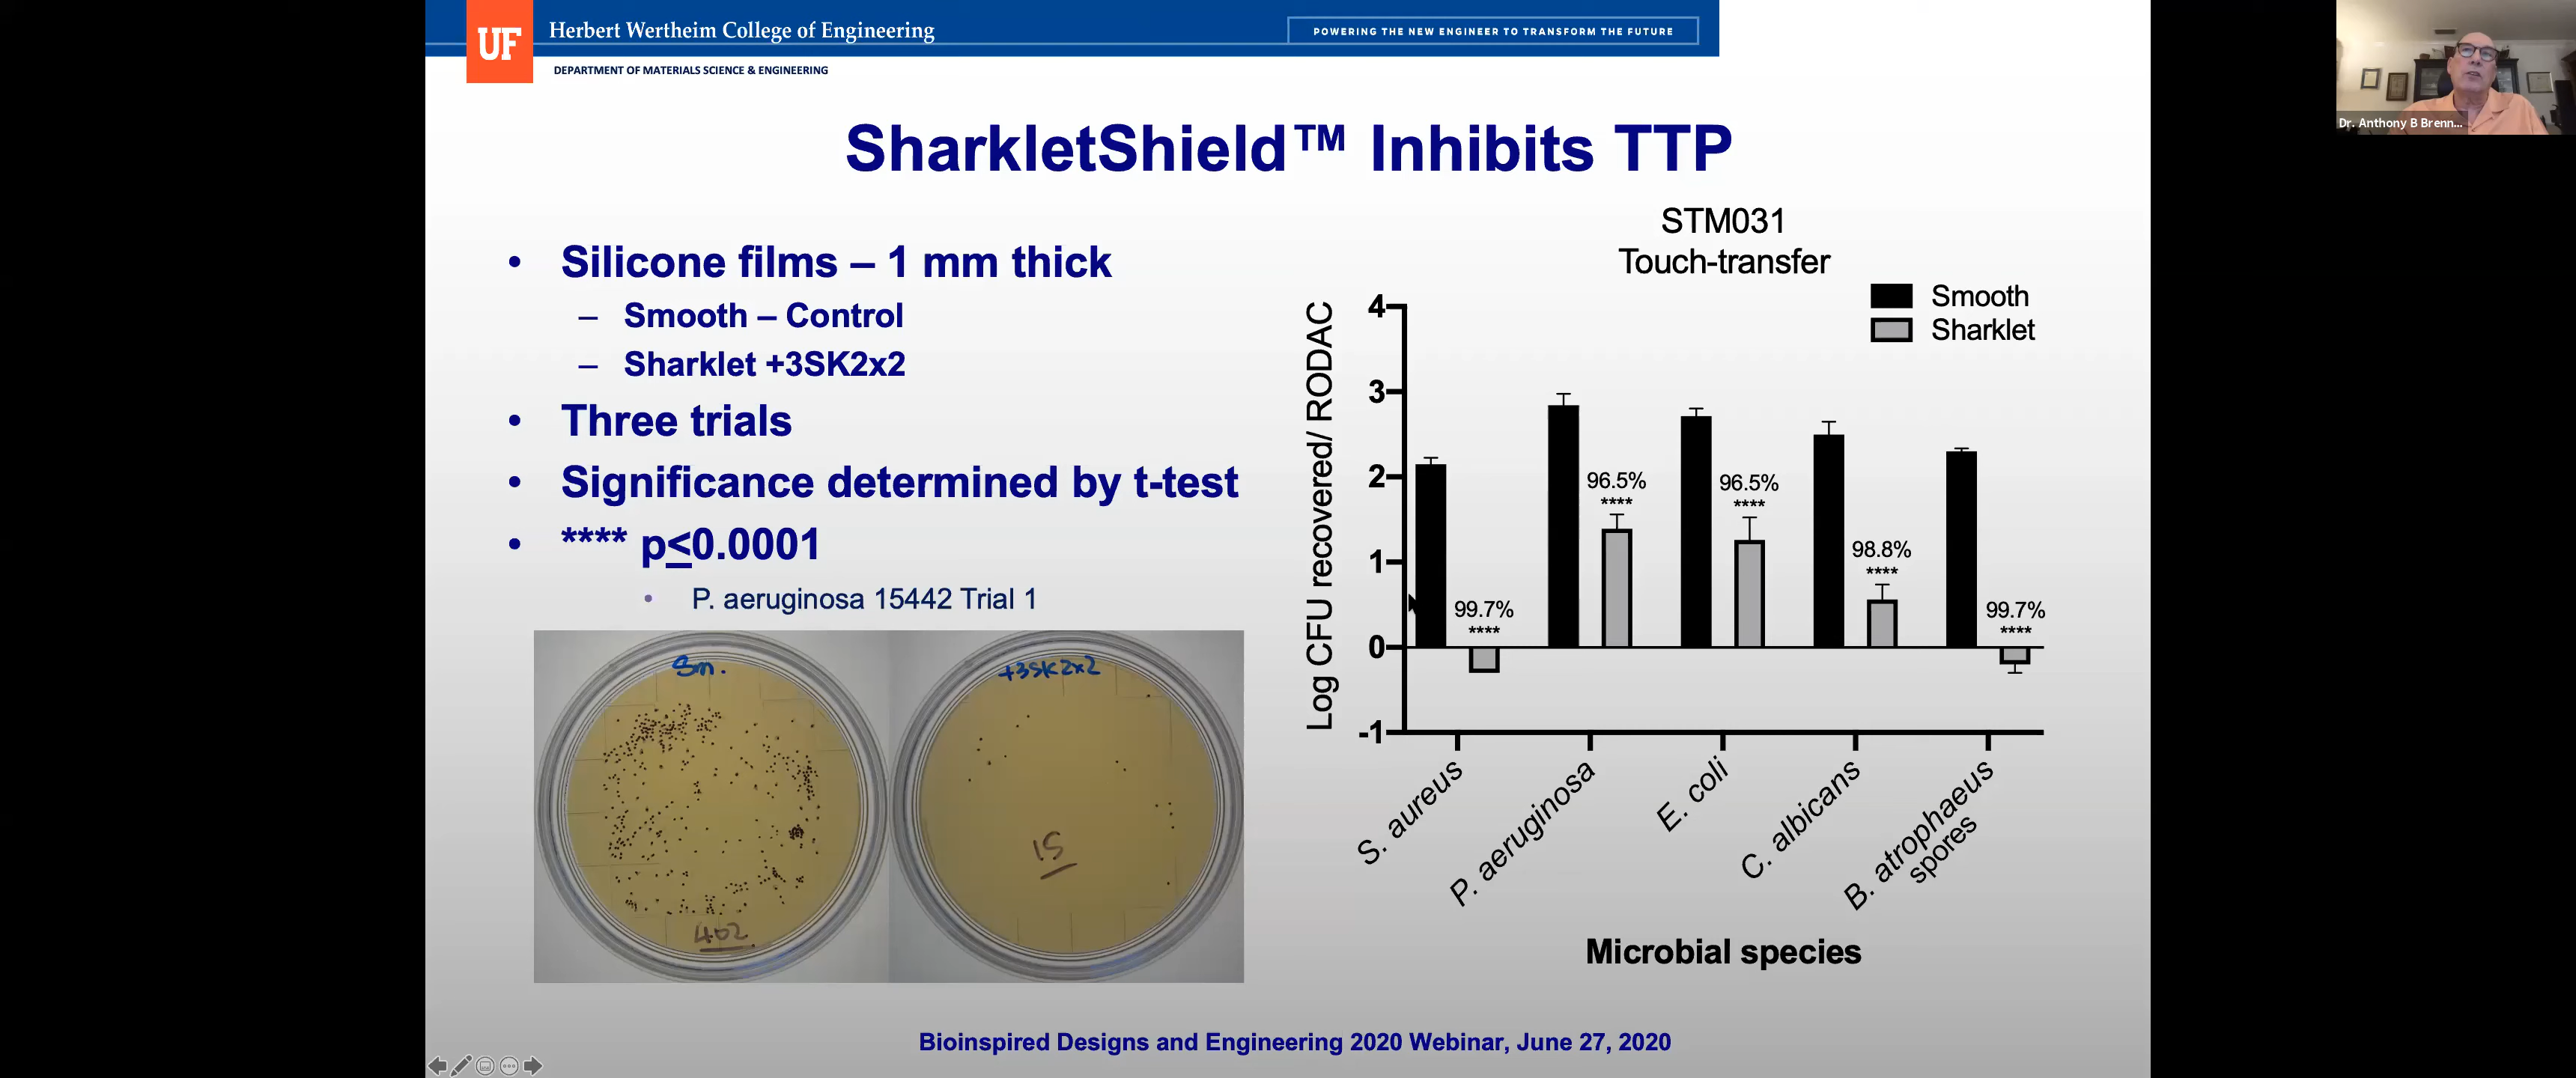 UF
Herbert Wertheim College of Engineering
POWERING THE NEW ENGINEER TO TRANSFORM THE FUTURE
DEPARTMENT OF MATERIALS SCIENCE & ENGINEERING
Dr. Anthony B Brenn...
SharkletShield™ Inhibits TTP
• Silicone films – 1 mm thick
– Smooth – Control
– Sharklet +3SK2x2
• Three trials
• Significance determined by t-test
• **** p<0.0001
• P. aeruginosa 15442 Trial 1
Sm.
402
+3SK2x2
15
STM031
Touch-transfer
Smooth
Sharklet
Log CFU recovered/ RODAC
4
3
2
1
0
-1
99.7%
****
96.5%
****
96.5%
****
98.8%
****
99.7%
****
S. aureus
P. aeruginosa
E. coli
C. albicans
B. atrophaeus
spores
Microbial species
Bioinspired Designs and Engineering 2020 Webinar, June 27, 2020